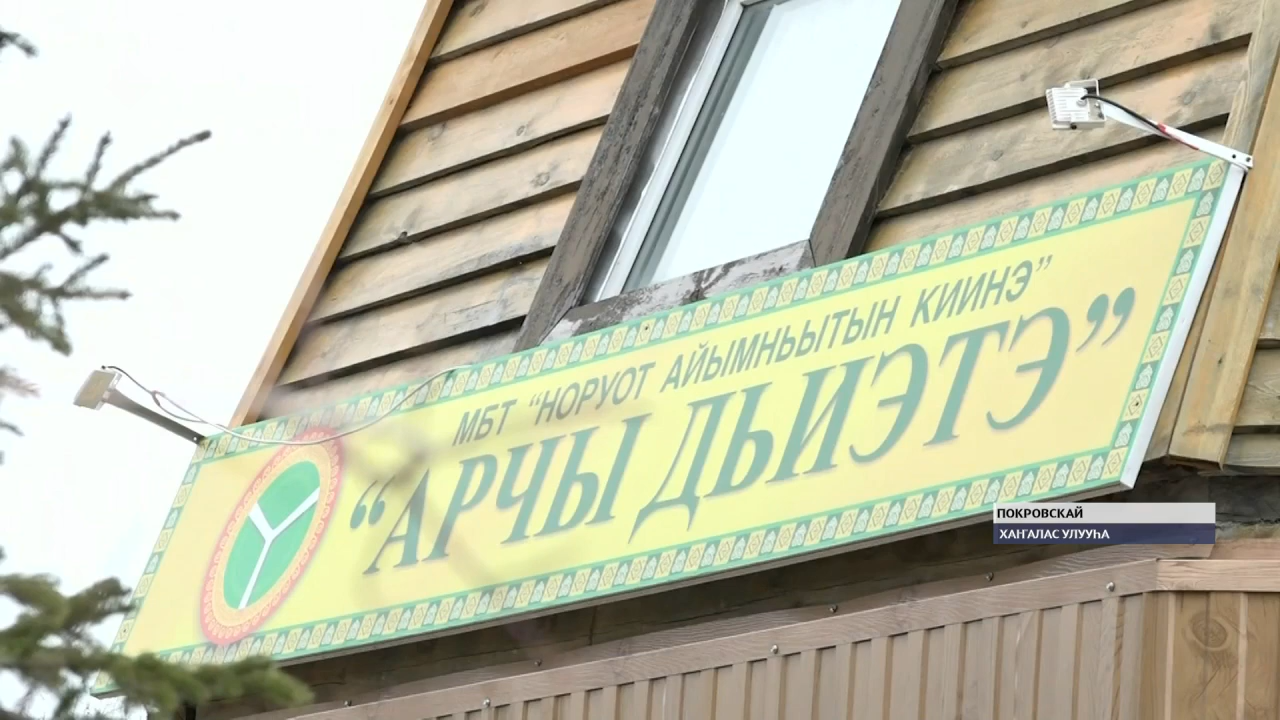 МБТ "НОРУОТ АЙЫМНЬЫТЫН КИИНЭ"
“АРЧЫ ДЬИЭТЭ”
ПОКРОВСКАЙ
ХАҤАЛАС УЛУУҺА